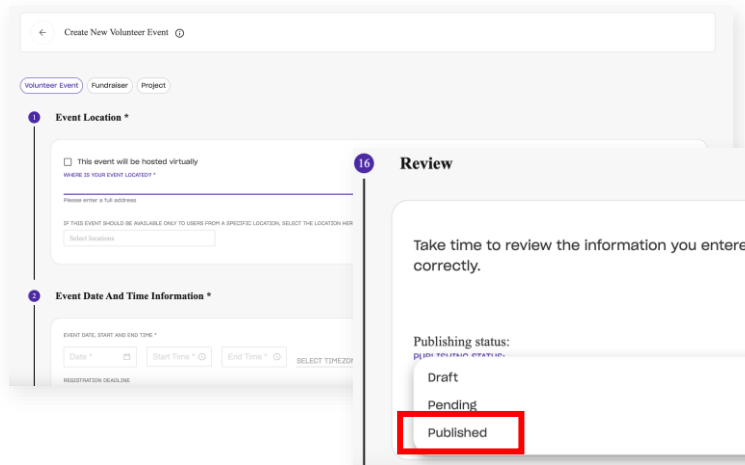 Create New Volunteer Event
Volunteer Event Fundraiser Project
1 Event Location *
This event will be hosted virtually
WHERE IS YOUR EVENT LOCATED? *
Please enter a full address
IF THIS EVENT SHOULD BE AVAILABLE ONLY TO USERS FROM A SPECIFIC LOCATION, SELECT THE LOCATION HER
Select locations
2 Event Date And Time Information *
EVENT DATE, START AND END TIME *
Date * Start Time * End Time * SELECT TIMEZON
REGISTRATION DEADLINE
16 Review
Take time to review the information you entere
correctly.
Publishing status:
PUBLISHING STATUS:
Draft
Pending
Published